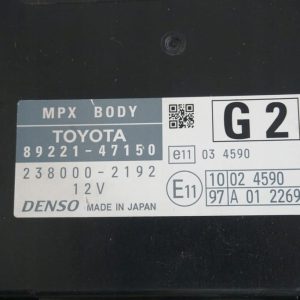 MPX BODY
TOYOTA
89221-47150
238000-2192
12V
DENSO MADE IN JAPAN
G2
e11 03 4590
E11 10 02 4590
97 A 01 2269